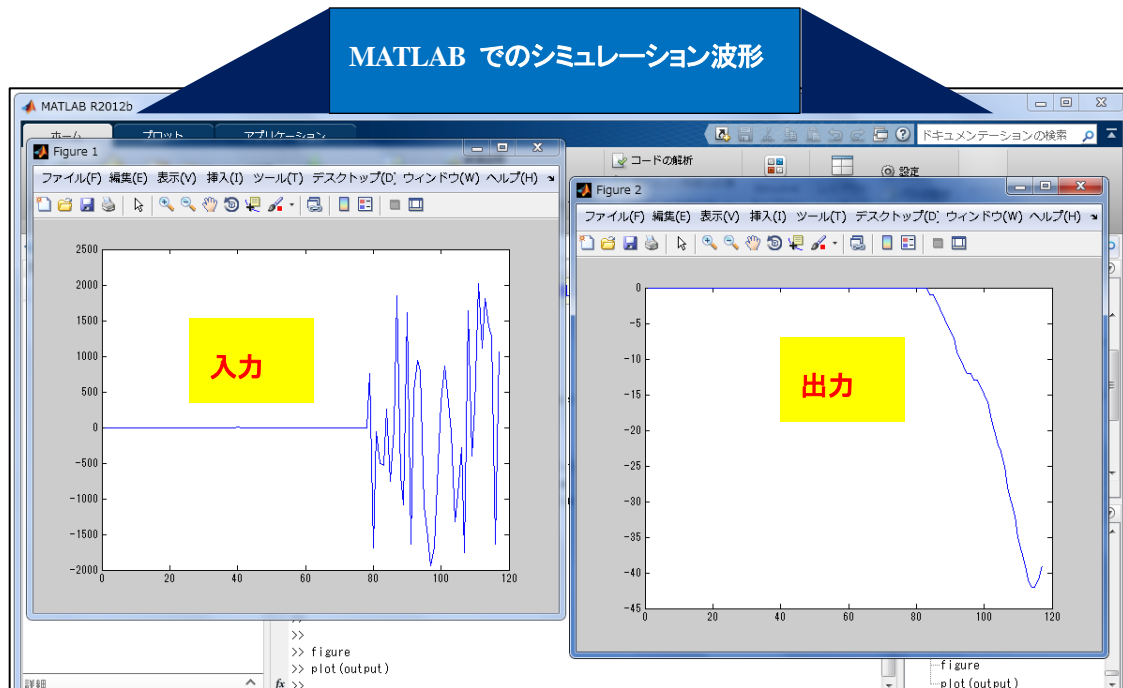 MATLAB でのシミュレーション波形
MATLAB R2012b
ホーム プロット アプリケーション
ドキュメンテーションの検索
コードの解析
設定
Figure 1
ファイル(F) 編集(E) 表示(V) 挿入(I) ツール(T) デスクトップ(D) ウィンドウ(W) ヘルプ(H)
2500
2000
1500
1000
500
0
-500
-1000
-1500
-2000
0 20 40 60 80 100 120
入力
Figure 2
ファイル(F) 編集(E) 表示(V) 挿入(I) ツール(T) デスクトップ(D) ウィンドウ(W) ヘルプ(H)
0
-5
-10
-15
-20
-25
-30
-35
-40
-45
0 20 40 60 80 100 120
出力
>>
>> figure
>> plot(output)
fx >>
詳細
figure
plot(output)